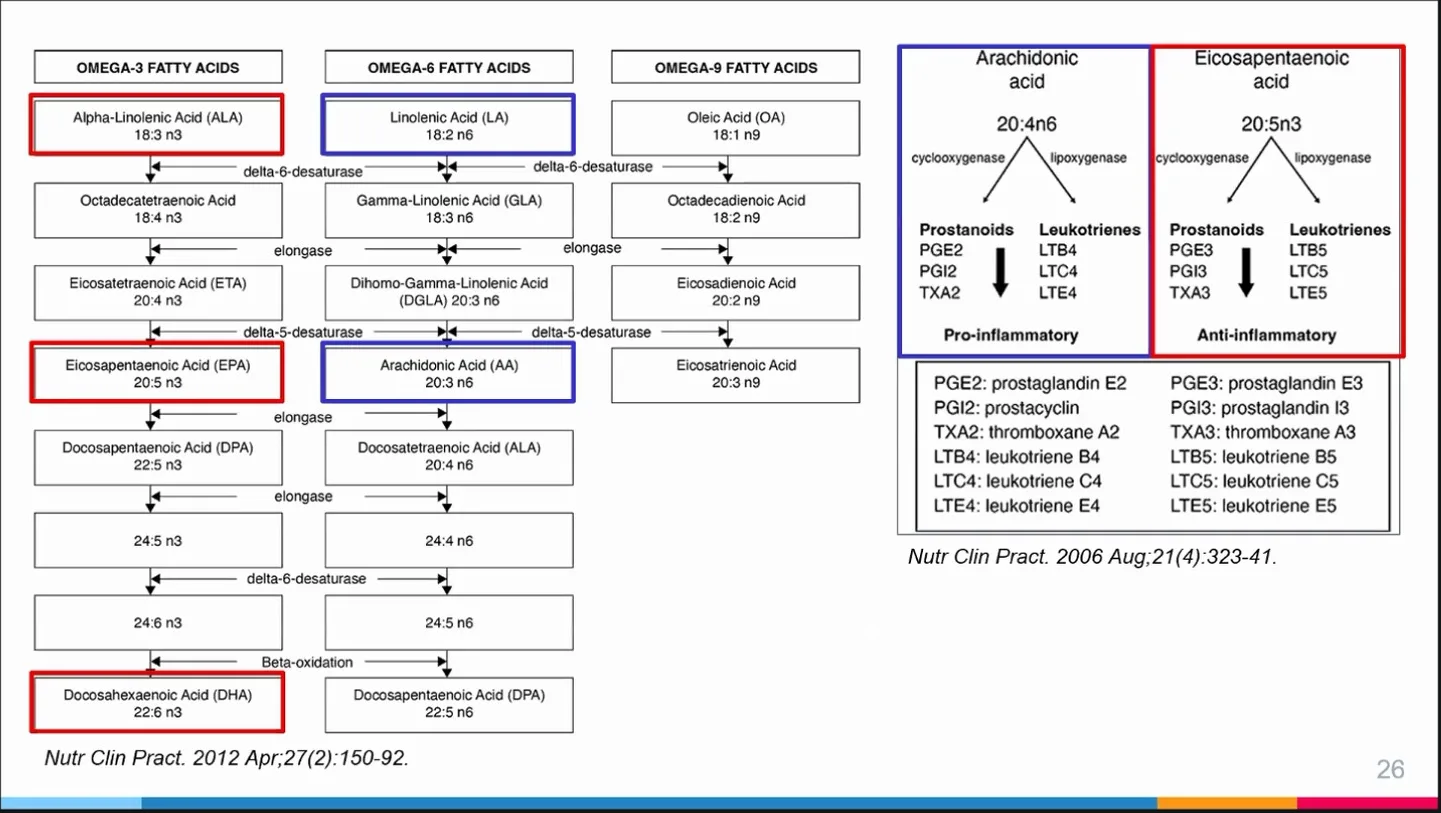 OMEGA-3 FATTY ACIDS
Alpha-Linolenic Acid (ALA)
18:3 n3
Octadecatetraenoic Acid
18:4 n3
Eicosatetraenoic Acid (ETA)
20:4 n3
Eicosapentaenoic Acid (EPA)
20:5 n3
Docosapentaenoic Acid (DPA)
22:5 n3
24:5 n3
24:6 n3
Docosahexaenoic Acid (DHA)
22:6 n3
delta-6-desaturase
elongase
delta-5-desaturase
elongase
elongase
delta-6-desaturase
Beta-oxidation
OMEGA-6 FATTY ACIDS
Linolenic Acid (LA)
18:2 n6
Gamma-Linolenic Acid (GLA)
18:3 n6
Dihomo-Gamma-Linolenic Acid
(DGLA) 20:3 n6
Arachidonic Acid (AA)
20:3 n6
Docosatetraenoic Acid (ALA)
20:4 n6
24:4 n6
24:5 n6
Docosapentaenoic Acid (DPA)
22:5 n6
delta-6-desaturase
elongase
delta-5-desaturase
OMEGA-9 FATTY ACIDS
Oleic Acid (OA)
18:1 n9
Octadecadienoic Acid
18:2 n9
Eicosadienoic Acid
20:2 n9
Eicosatrienoic Acid
20:3 n9
Nutr Clin Pract. 2012 Apr;27(2):150-92.
Arachidonic
acid
20:4n6
cyclooxygenase
lipoxygenase
Prostanoids
PGE2
PGI2
TXA2
Leukotrienes
LTB4
LTC4
LTE4
Pro-inflammatory
Eicosapentaenoic
acid
20:5n3
cyclooxygenase
lipoxygenase
Prostanoids
PGE3
PGI3
TXA3
Leukotrienes
LTB5
LTC5
LTE5
Anti-inflammatory
PGE2: prostaglandin E2
PGI2: prostacyclin
TXA2: thromboxane A2
LTB4: leukotriene B4
LTC4: leukotriene C4
LTE4: leukotriene E4
PGE3: prostaglandin E3
PGI3: prostaglandin I3
TXA3: thromboxane A3
LTB5: leukotriene B5
LTC5: leukotriene C5
LTE5: leukotriene E5
Nutr Clin Pract. 2006 Aug;21(4):323-41.
26